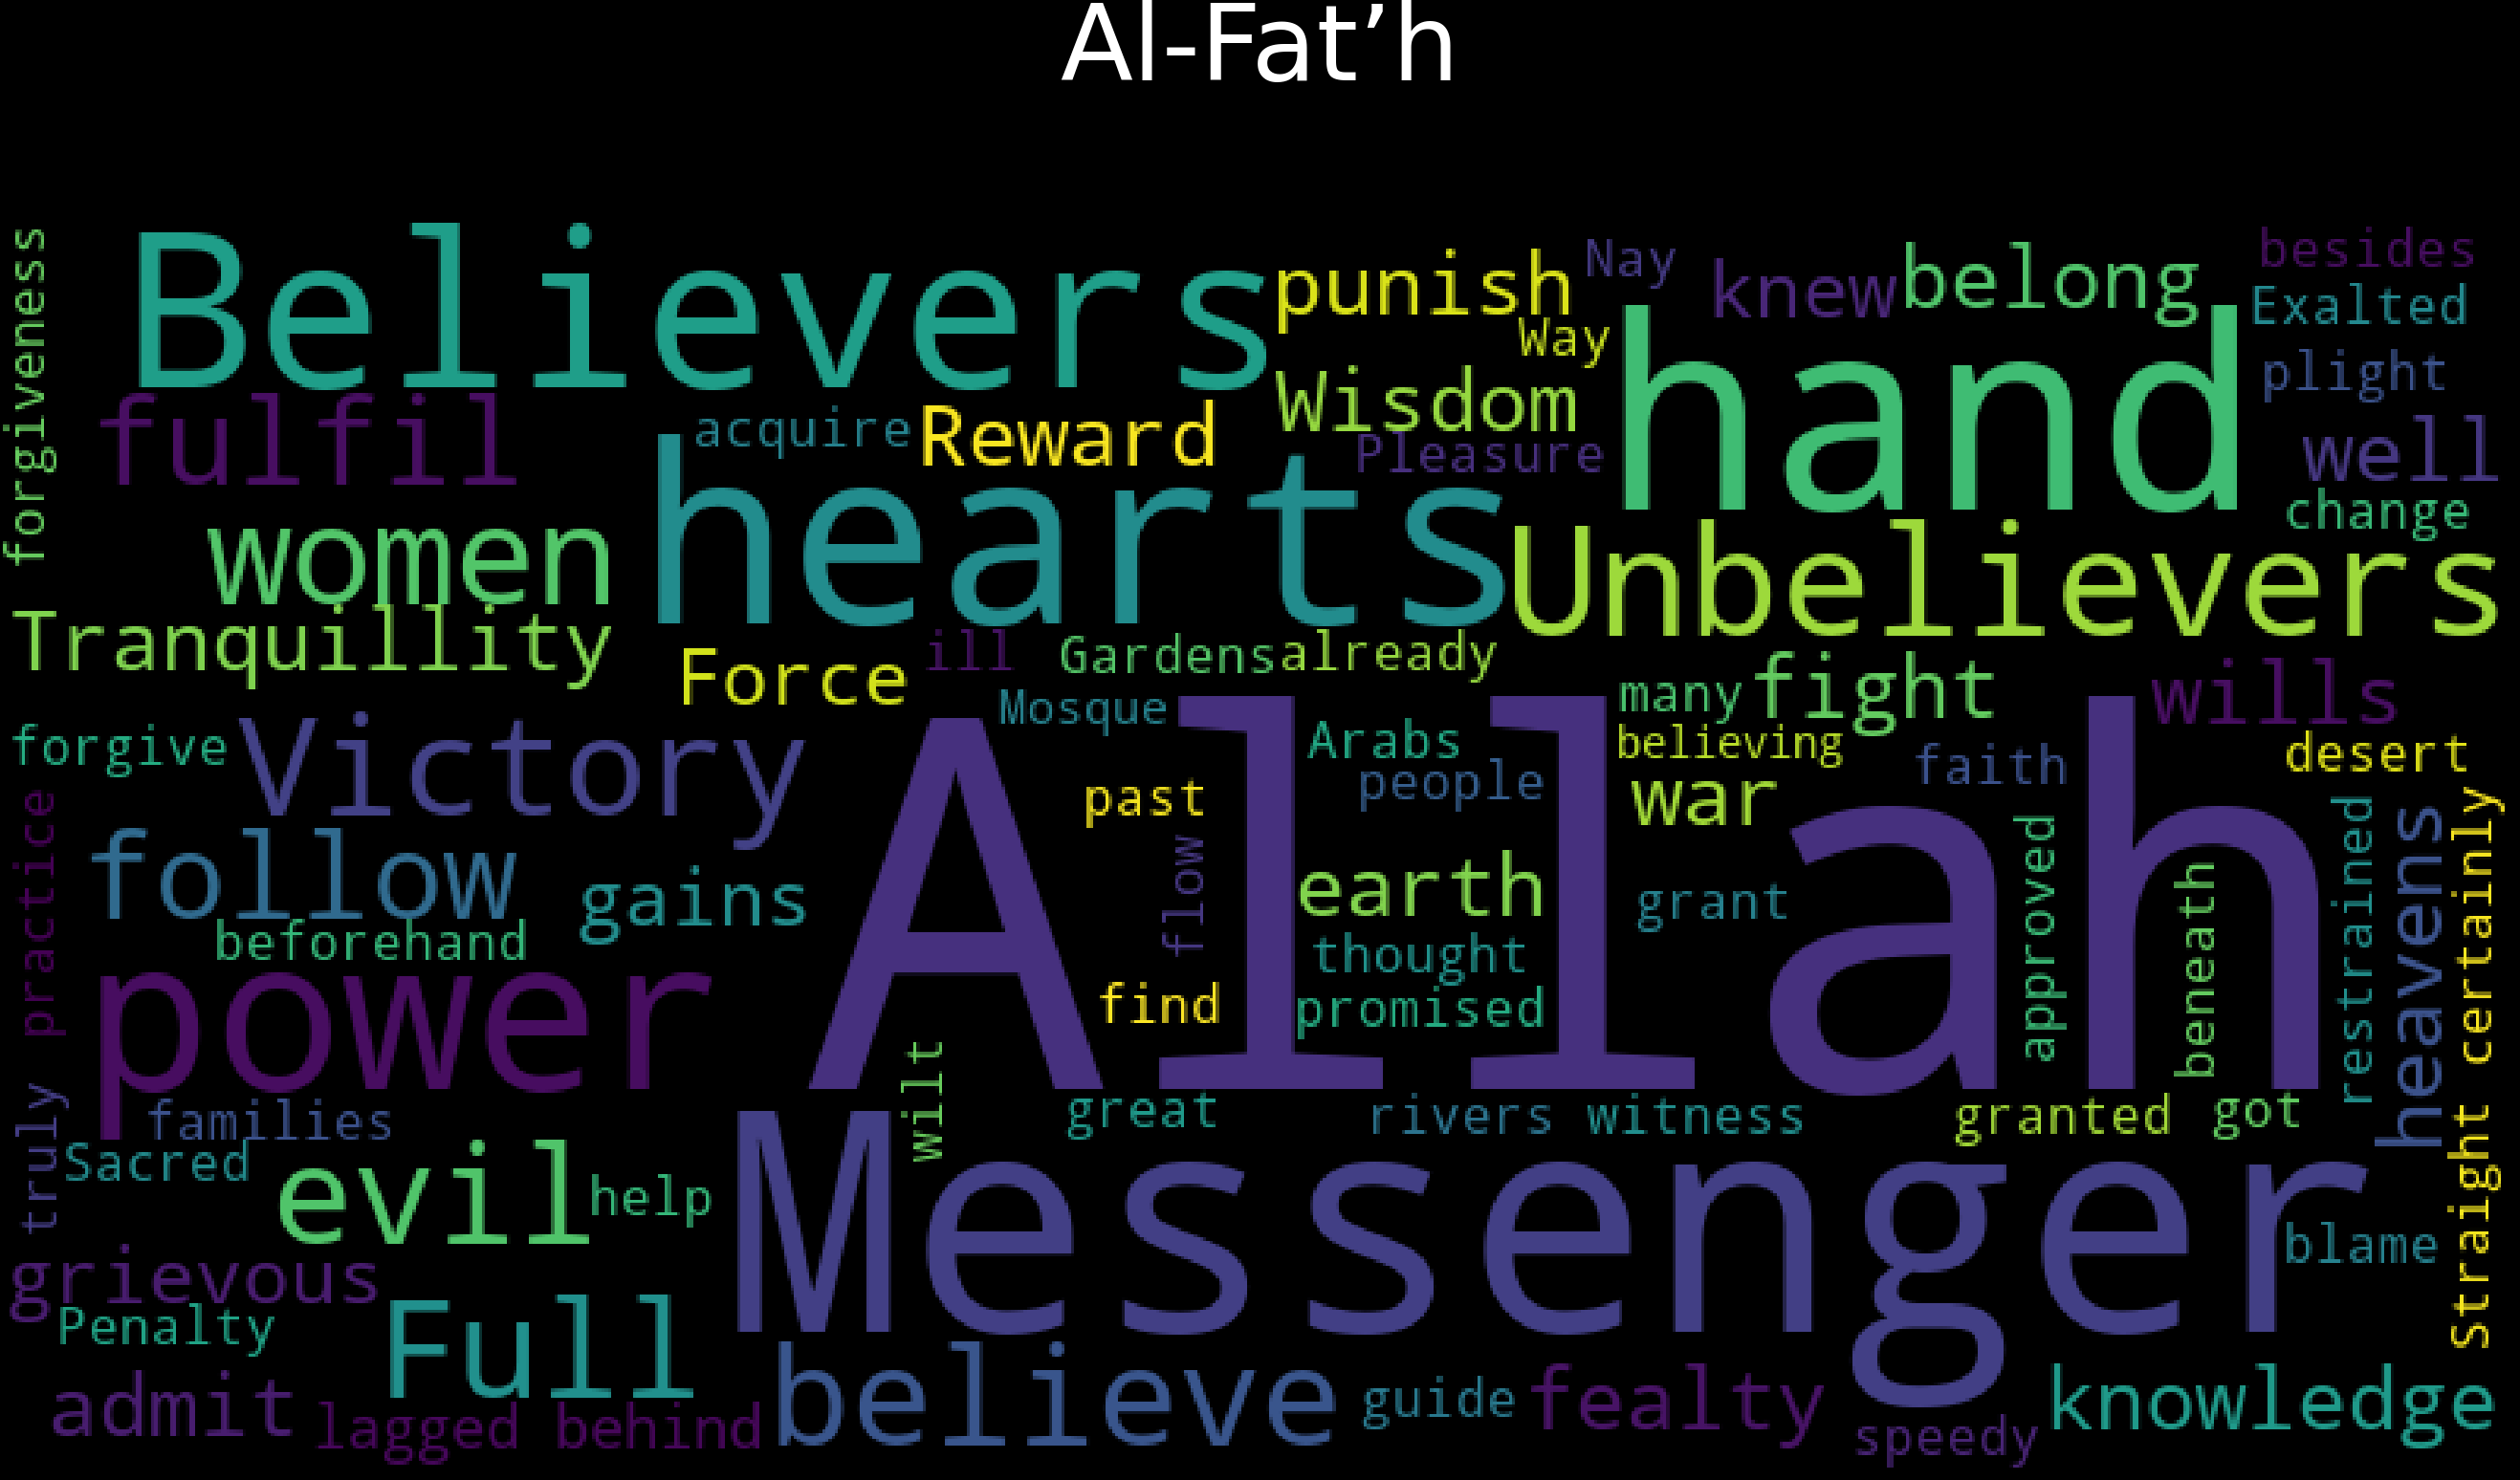 Al-Fat’h
Believers
punish
Nay
knew
belong
besides
Exalted
Way
forgiveness
fulfil
acquire
Reward
Wisdom
Pleasure
hand
plight
well
change
women
hearts
Unbelievers
Tranquillity
Force
ill
Gardens
already
many
fight
wills
Mosque
forgive
Victory
Arabs
believing
faith
desert
past
people
war
practice
follow
gains
Allah
flow
earth
grant
approved
beneath
restrained
heavens
certainly
beforehand
thought
power
find
promised
wilt
great
rivers
witness
granted
got
truly
families
Sacred
evil
help
Messenger
blame
straight
grievous
Penalty
Full
admit
lagged behind
believe
guide
fealty
speedy
knowledge